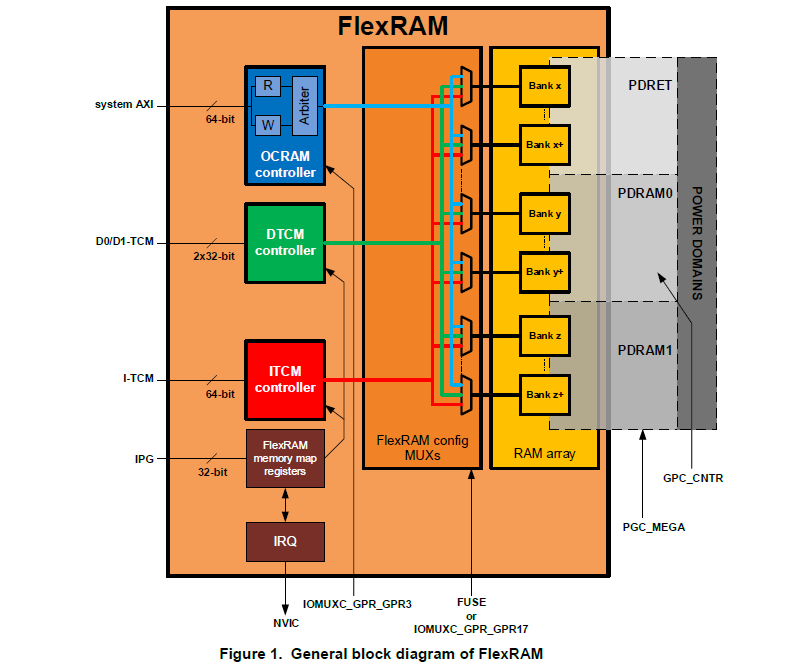 FlexRAM
system AXI
64-bit
R
W
Arbiter
OCRAM
controller
D0/D1-TCM
2x32-bit
DTCM
controller
I-TCM
64-bit
ITCM
controller
IPG
32-bit
FlexRAM
memory map
registers
IRQ
NVIC
IOMUXC_GPR_GPR3
FlexRAM config
MUXs
FUSE
or
IOMUXC_GPR_GPR17
Bank x
Bank x+
Bank y
Bank y+
Bank z
Bank z+
RAM array
PDRET
PDRAM0
PDRAM1
POWER DOMAINS
GPC_CNTR
PGC_MEGA
Figure 1. General block diagram of FlexRAM